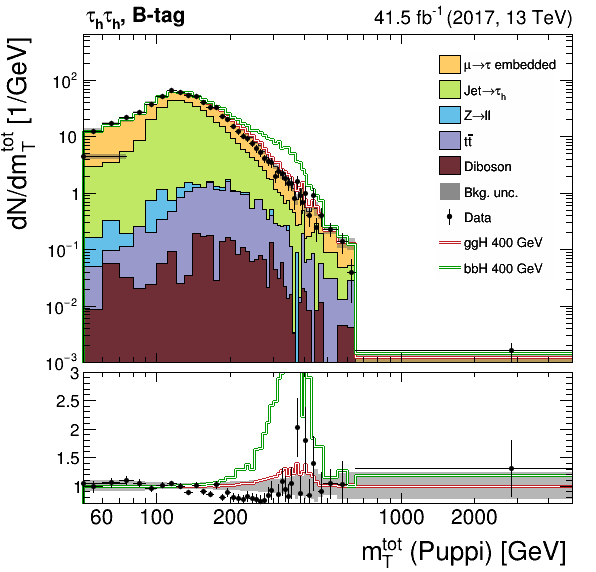 τhτh, B-tag 41.5 fb-1 (2017, 13 TeV)
dN/dmTtot [1/GeV]
10²
10
1
10−1
10−2
10−3
μ→τ embedded
Jet→τh
Z→ll
tt̄
Diboson
Bkg. unc.
Data
ggH 400 GeV
bbH 400 GeV
3
2.5
2
1.5
1
60 100 200 1000 2000
mTtot (Puppi) [GeV]